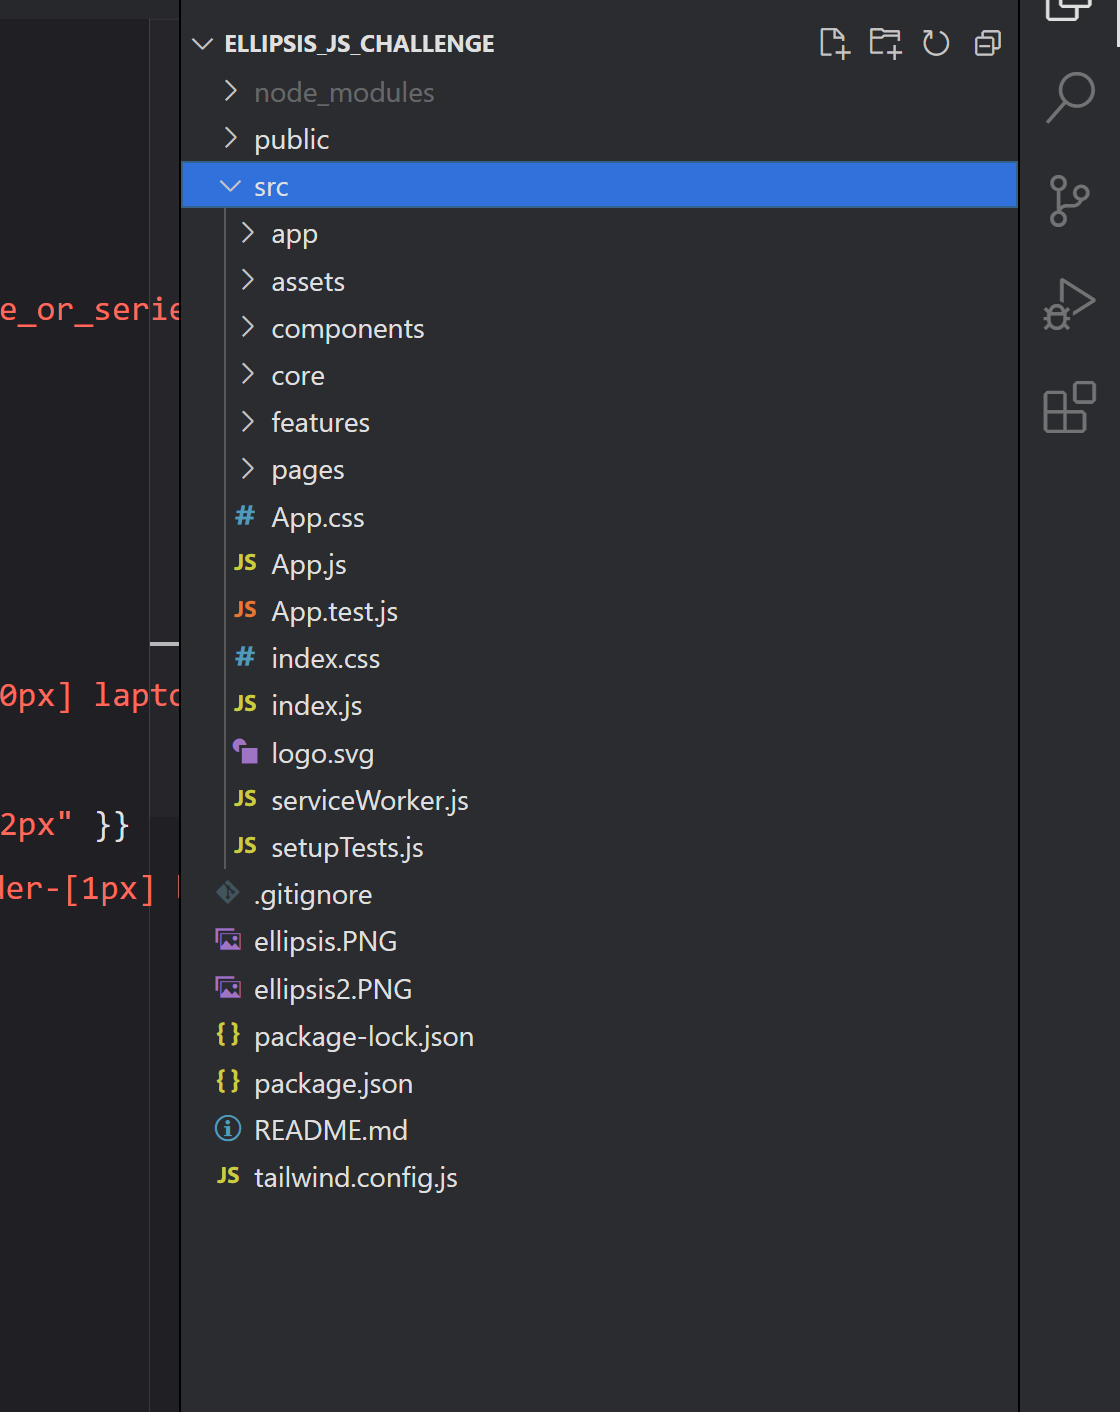 ELLIPSIS_JS_CHALLENGE
node_modules
public
src
app
assets
components
core
features
pages
# App.css
JS App.js
JS App.test.js
# index.css
JS index.js
logo.svg
JS serviceWorker.js
JS setupTests.js
.gitignore
ellipsis.PNG
ellipsis2.PNG
{} package-lock.json
{} package.json
README.md
JS tailwind.config.js
e_or_serie
0px] laptc
2px" }}
der-[1px]